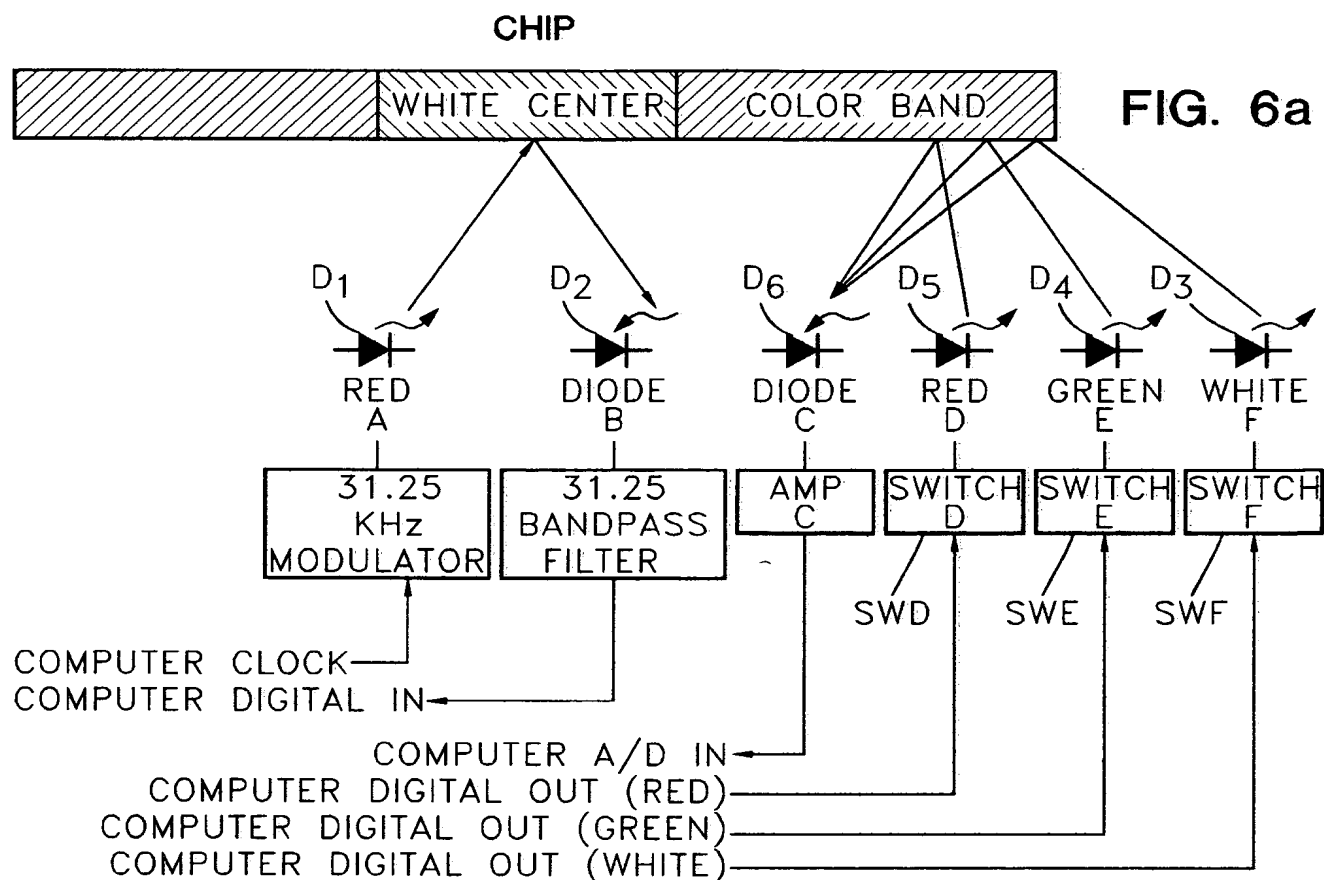 CHIP
WHITE CENTER COLOR BAND
FIG. 6a
D1 D2 D6 D5 D4 D3
RED DIODE DIODE RED GREEN WHITE
A B C D E F
31.25 KHz MODULATOR
31.25 BANDPASS FILTER
AMP C
SWITCH D
SWITCH E
SWITCH F
SWD SWE SWF
COMPUTER CLOCK
COMPUTER DIGITAL IN
COMPUTER A/D IN
COMPUTER DIGITAL OUT (RED)
COMPUTER DIGITAL OUT (GREEN)
COMPUTER DIGITAL OUT (WHITE)